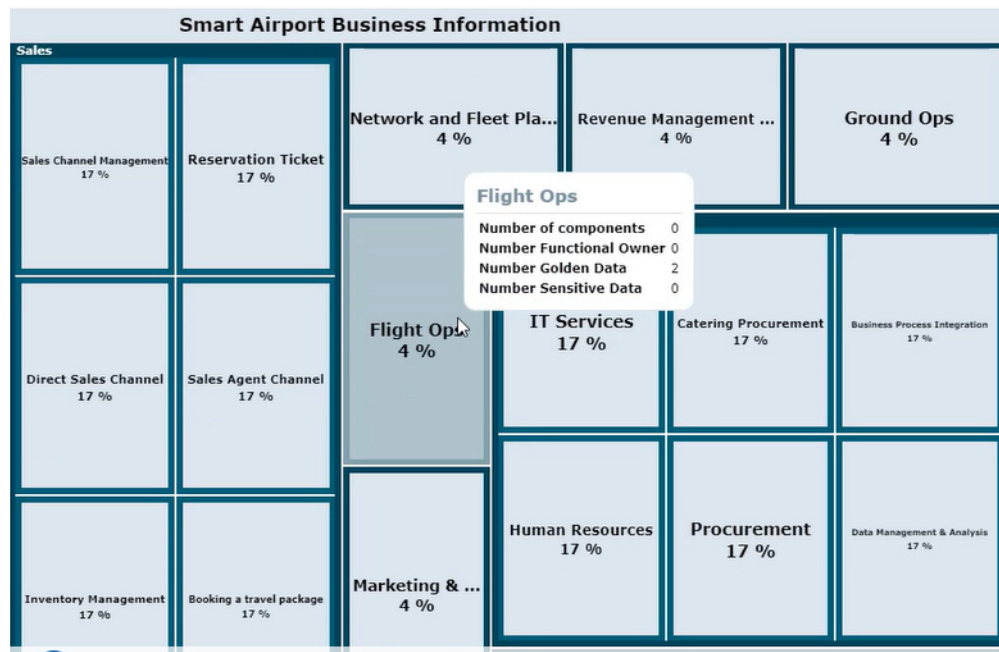 Smart Airport Business Information
Sales
Sales Channel Management
17 %
Reservation Ticket
17 %
Direct Sales Channel
17 %
Sales Agent Channel
17 %
Inventory Management
17 %
Booking a travel package
17 %
Network and Fleet Pla...
4 %
Revenue Management ...
4 %
Ground Ops
4 %
Flight Ops
4 %
Flight Ops
Number of components 0
Number Functional Owner 0
Number Golden Data 2
Number Sensitive Data 0
Marketing & ...
4 %
IT Services
17 %
Catering Procurement
17 %
Business Process Integration
17 %
Human Resources
17 %
Procurement
17 %
Data Management & Analysis
17 %